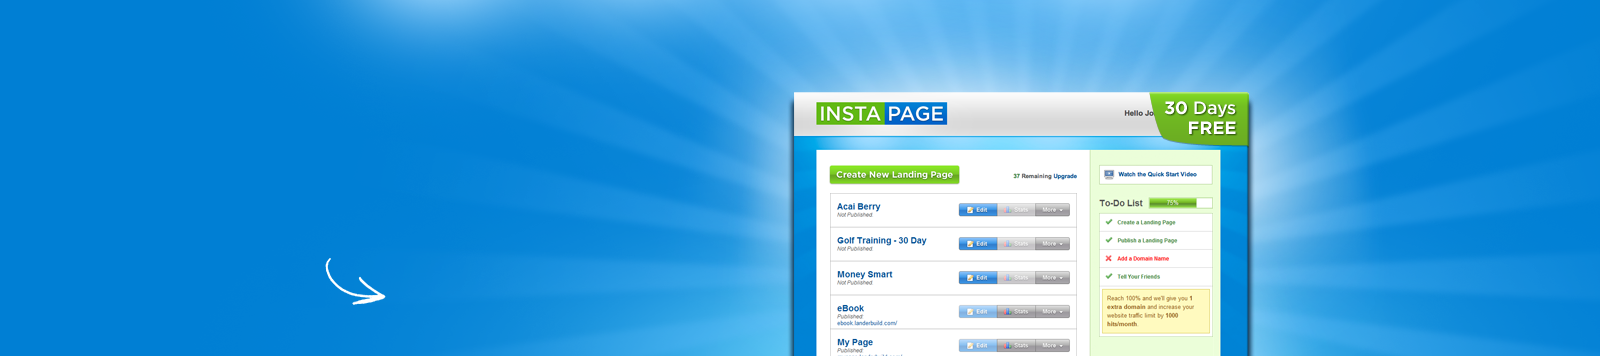 INSTAPAGE
Hello Jo
30 Days
FREE
Create New Landing Page
37 Remaining Upgrade
Acai Berry
Not Published
Edit Stats More
Golf Training - 30 Day
Not Published
Edit Stats More
Money Smart
Not Published
Edit Stats More
eBook
Published
ebook.landerbuild.com/
Edit Stats More
My Page
Published
Edit Stats More
Watch the Quick Start Video
To-Do List 75%
Create a Landing Page
Publish a Landing Page
Add a Domain Name
Tell Your Friends
Reach 100% and we'll give you 1
extra domain and increase your
website traffic limit by 1000
hits/month.